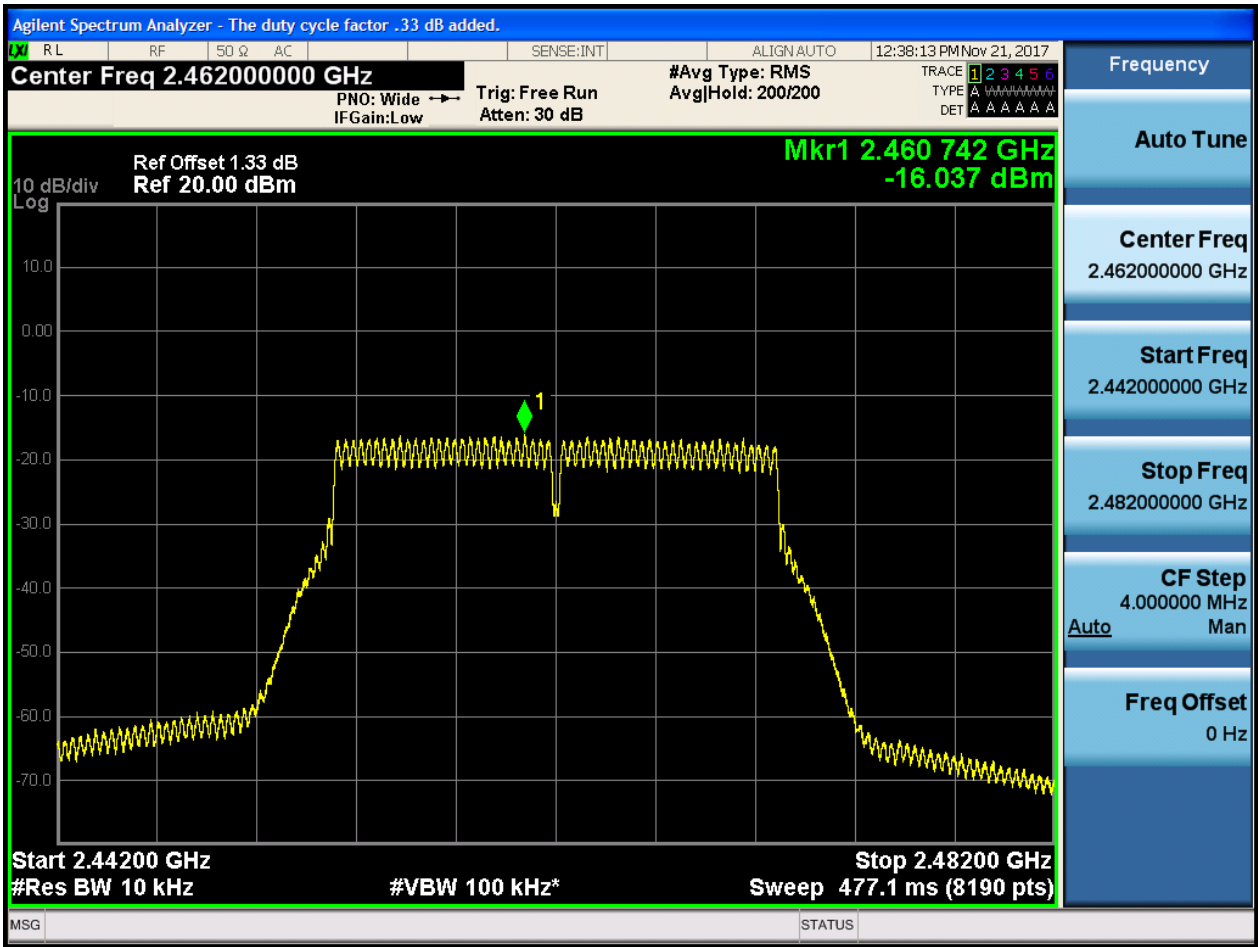 Agilent Spectrum Analyzer - The duty cycle factor .33 dB added.
LXI RL RF 50 Ω AC SENSE:INT ALIGN AUTO 12:38:13 PM Nov 21, 2017
Center Freq 2.462000000 GHz
PNO: Wide
IFGain:Low
Trig: Free Run
Atten: 30 dB
#Avg Type: RMS
Avg|Hold: 200/200
TRACE 1 2 3 4 5 6
TYPE A WWWWW
DET A A A A A A
Mkr1 2.460 742 GHz
-16.037 dBm
Ref Offset 1.33 dB
10 dB/div Ref 20.00 dBm
Log
10.0
0.00
1
-10.0
-20.0
-30.0
-40.0
-50.0
-60.0
-70.0
Start 2.44200 GHz Stop 2.48200 GHz
#Res BW 10 kHz #VBW 100 kHz* Sweep 477.1 ms (8190 pts)
MSG STATUS
Frequency
Auto Tune
Center Freq
2.462000000 GHz
Start Freq
2.442000000 GHz
Stop Freq
2.482000000 GHz
CF Step
4.000000 MHz
Auto Man
Freq Offset
0 Hz